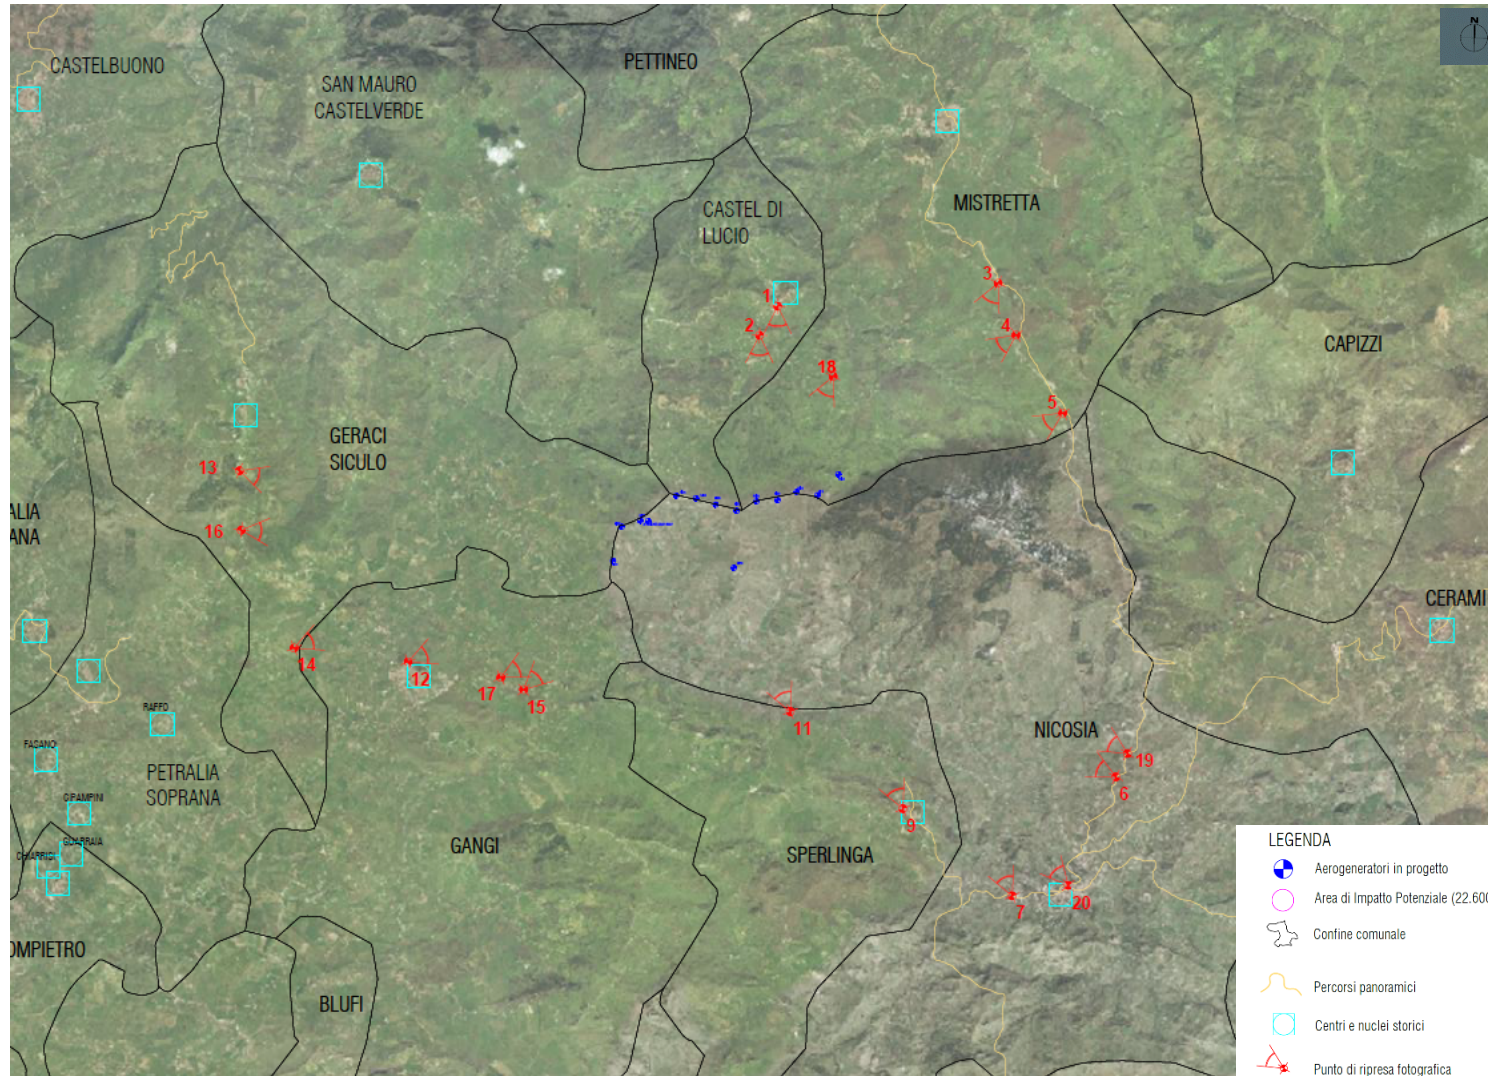 N
CASTELBUONO
SAN MAURO
CASTELVERDE
PETTINEO
MISTRETTA
CASTEL DI
LUCIO
3
1
2
4
CAPIZZI
18
5
GERACI
SICULO
13
16
ALIA
ANA
CERAMI
14
12
17
15
11
RAFFO
FASANO
NICOSIA
19
6
PETRALIA
SOPRANA
CIPAMPINI
GUARRAIA
GANGI
SPERLINGA
9
7
20
OMPIETRO
BLUFI
LEGENDA
Aerogeneratori in progetto
Area di Impatto Potenziale (22.600
Confine comunale
Percorsi panoramici
Centri e nuclei storici
Punto di ripresa fotografica